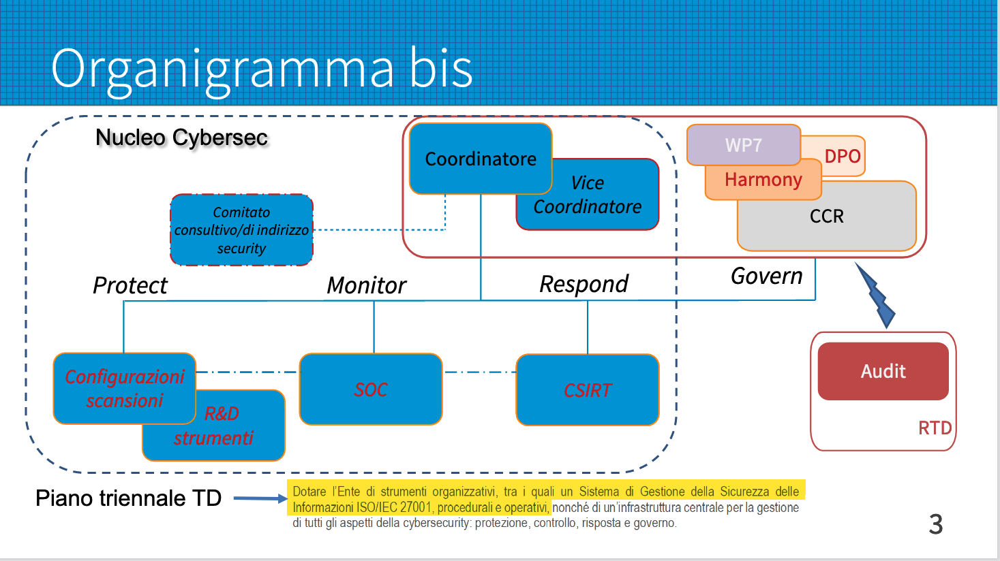 Organigramma bis
Nucleo Cybersec
Coordinatore
Vice
Coordinatore
WP7
DPO
Harmony
CCR
Comitato
consultivo/di indirizzo
security
Protect
Monitor
Respond
Govern
Configurazioni
scansioni
R&D
strumenti
SOC
CSIRT
Audit
RTD
Piano triennale TD
Dotare l'Ente di strumenti organizzativi, tra i quali un Sistema di Gestione della Sicurezza delle
Informazioni ISO/IEC 27001, procedurali e operativi, nonché di un'infrastruttura centrale per la gestione
di tutti gli aspetti della cybersecurity: protezione, controllo, risposta e governo.
3